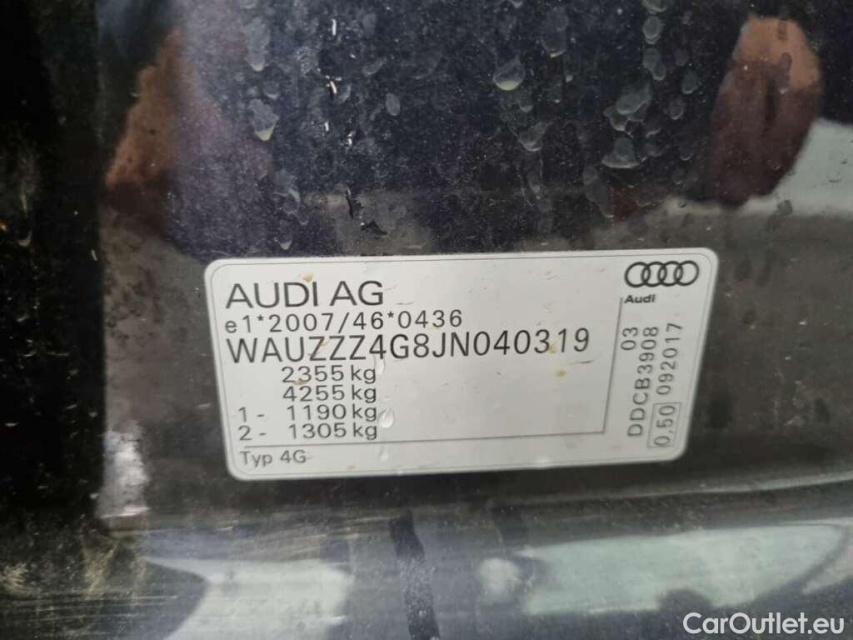 AUDI AG
e1*2007/46*0436
WAUZZZ4G8JN040319
2355 kg
4255 kg
1- 1190 kg
2- 1305 kg
Typ 4G
Audi
03
DDCB3908
0.50 092017
CarOutlet.eu